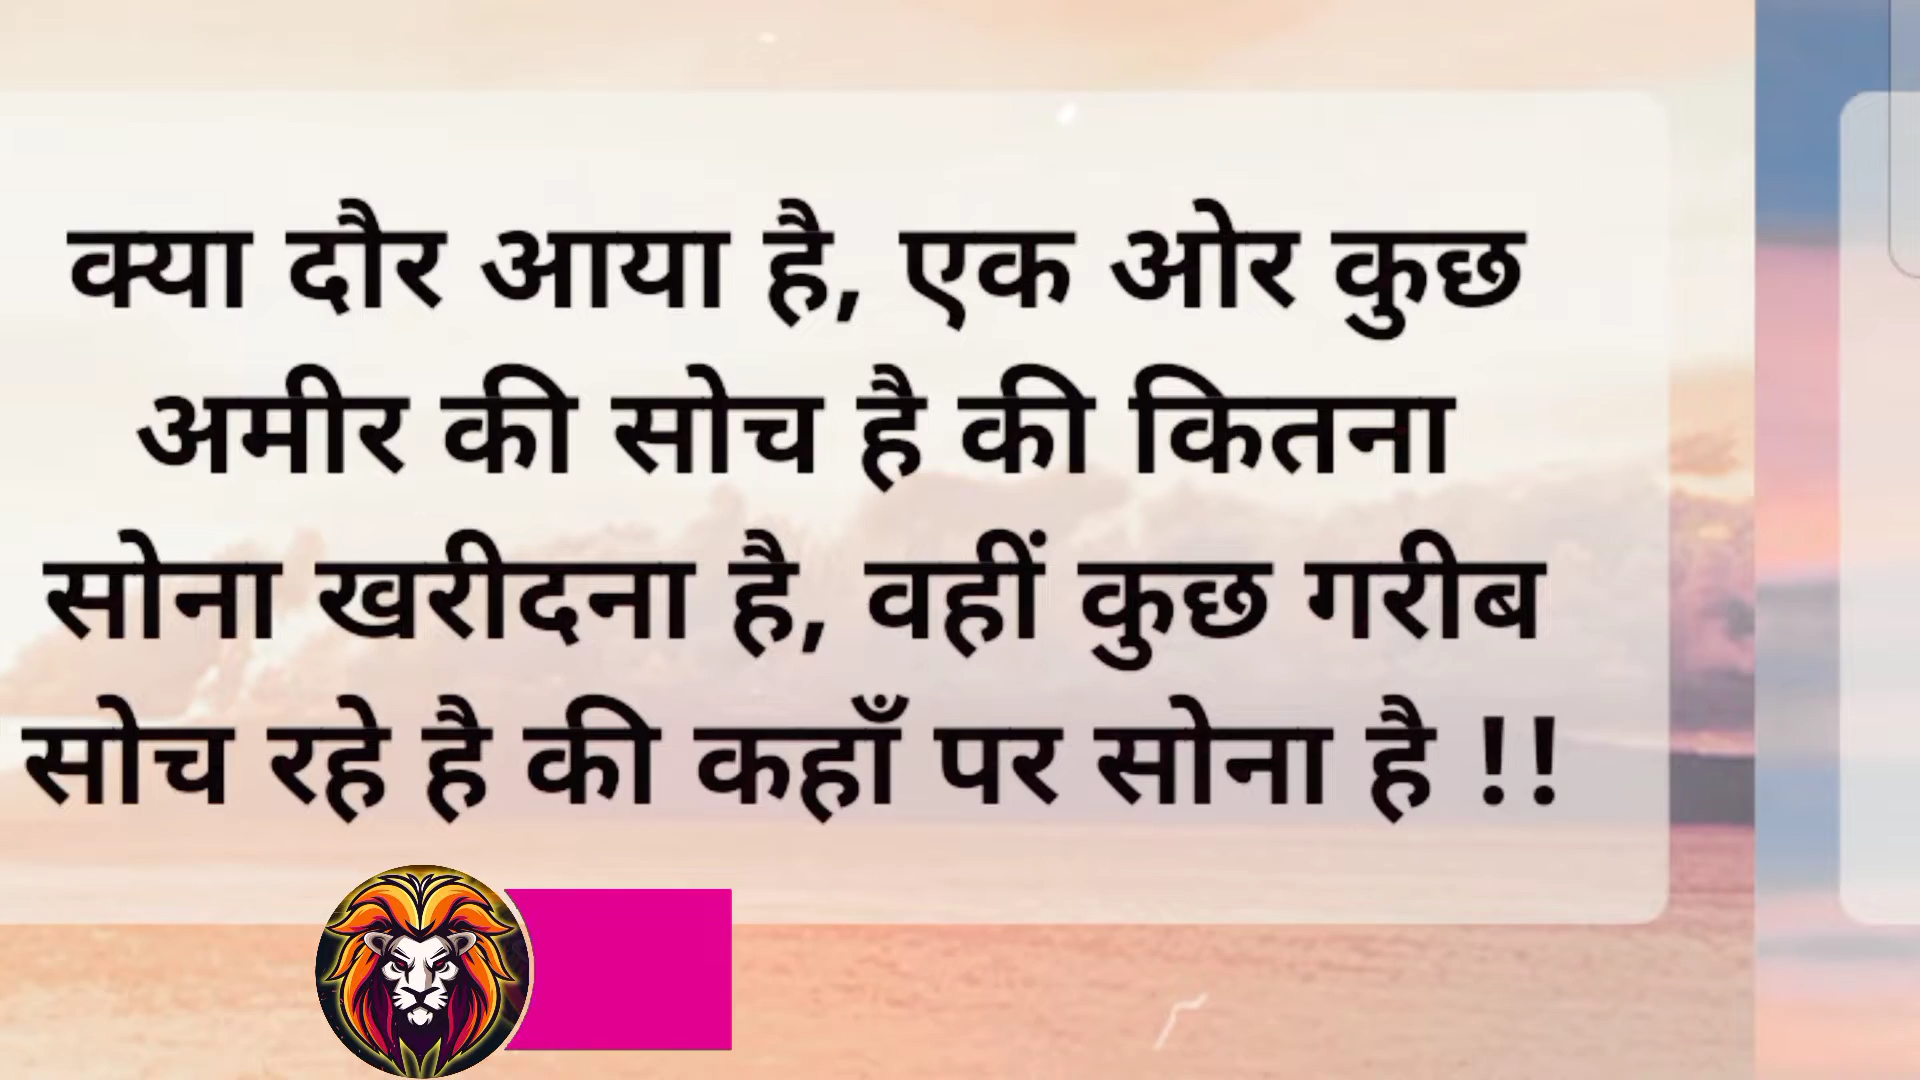 क्या दौर आया है, एक ओर कुछ
अमीर की सोच है की कितना
सोना खरीदना है, वहीं कुछ गरीब
सोच रहे है की कहाँ पर सोना है !!